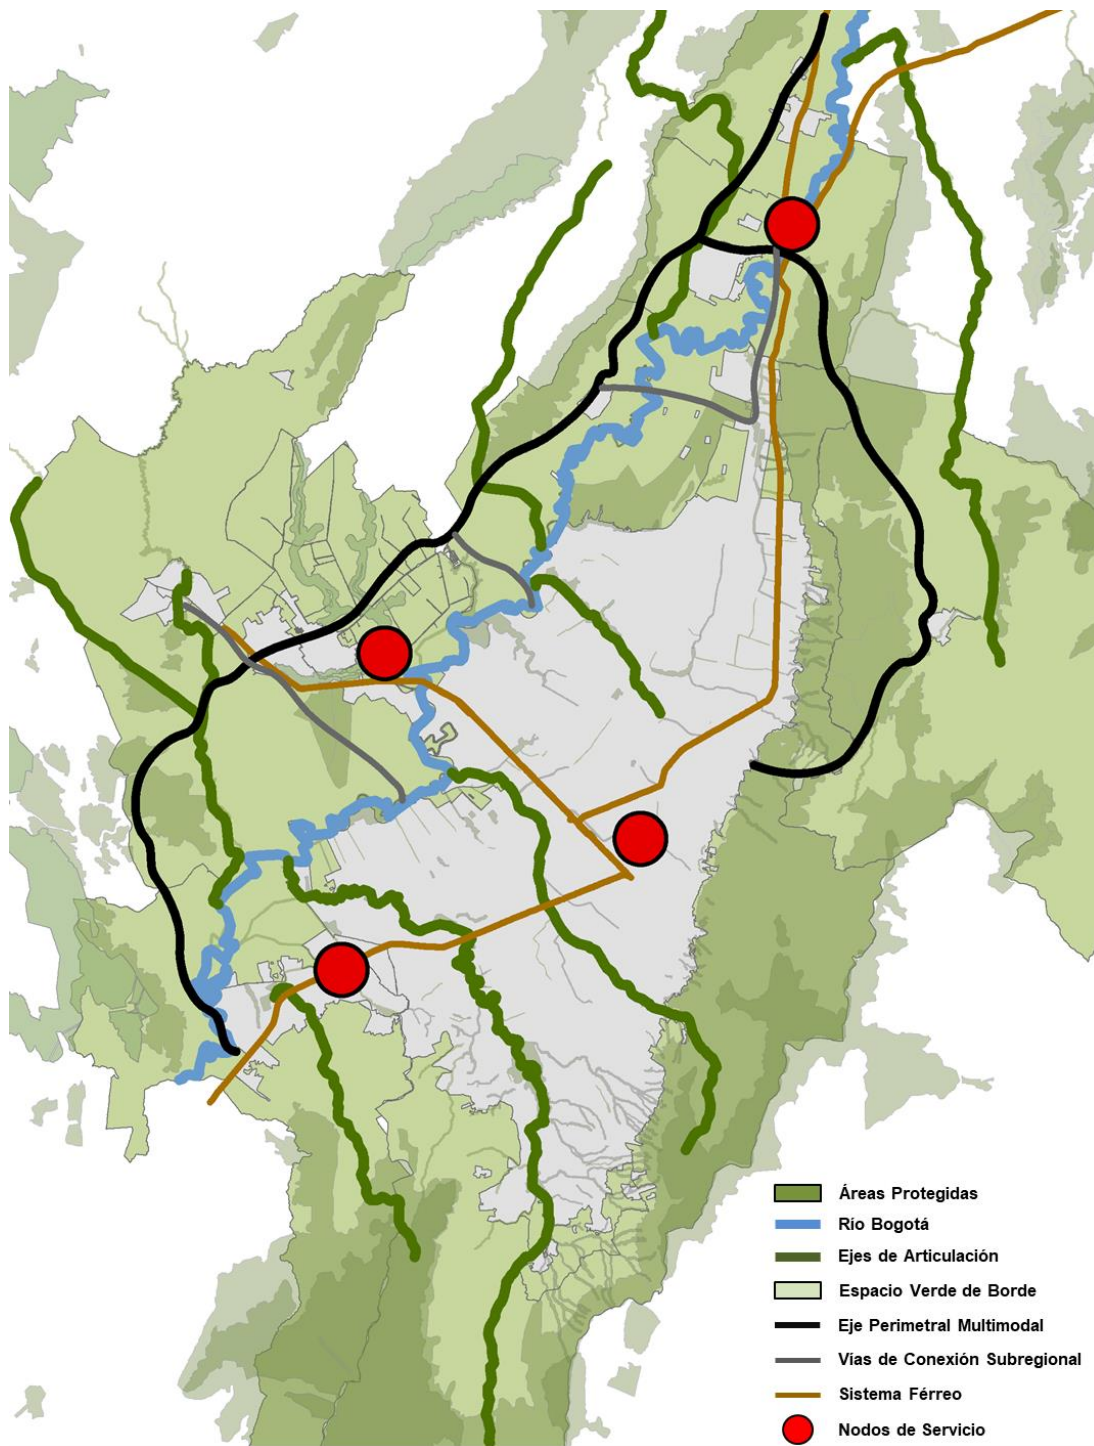 Áreas Protegidas
Río Bogotá
Ejes de Articulación
Espacio Verde de Borde
Eje Perimetral Multimodal
Vías de Conexión Subregional
Sistema Férreo
Nodos de Servicio